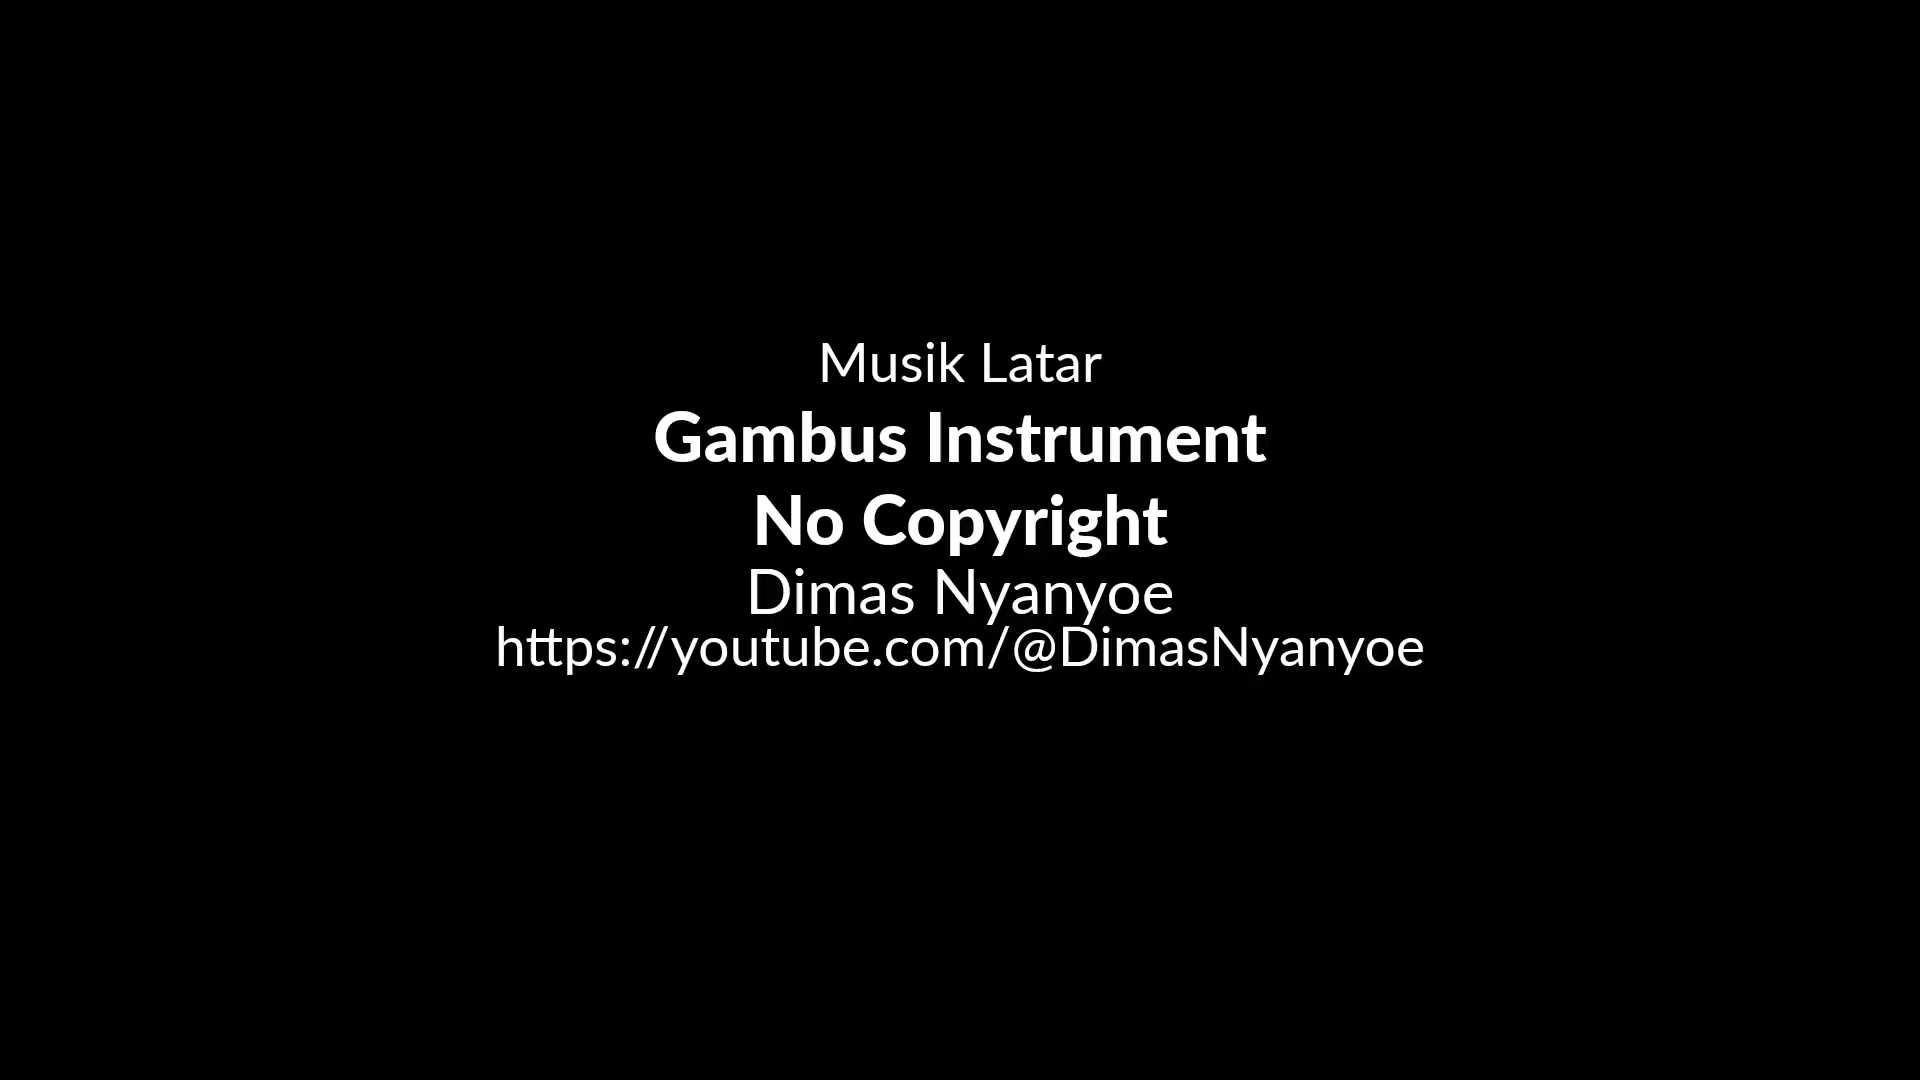 Musik Latar
Gambus Instrument
No Copyright
Dimas Nyanyoe
https://youtube.com/@DimasNyanyoe